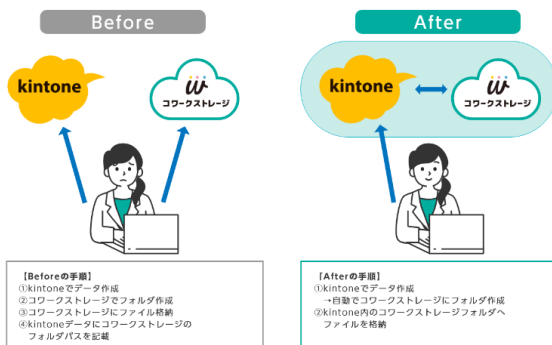 Before
After
kintone
コワークストレージ
kintone
コワークストレージ
【Beforeの手順】
①kintoneでデータ作成
②コワークストレージでフォルダ作成
③コワークストレージにファイル格納
④kintoneデータにコワークストレージの
フォルダパスを記載
【Afterの手順】
①kintoneでデータ作成
→自動でコワークストレージにフォルダ作成
②kintone内のコワークストレージフォルダへ
ファイルを格納